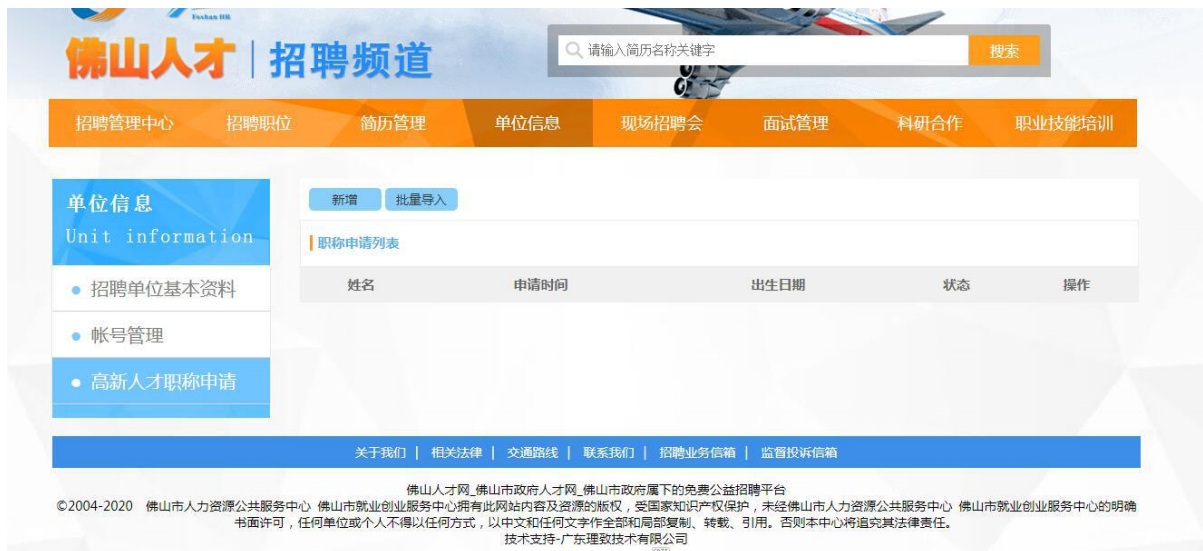 Foshan HR
佛山人才 | 招聘频道
请输入简历名称关键字
搜索
招聘管理中心 招聘职位 简历管理 单位信息 现场招聘会 面试管理 科研合作 职业技能培训
单位信息
Unit information
招聘单位基本资料
帐号管理
高新人才职称申请
新增 批量导入
职称申请列表
姓名 申请时间 出生日期 状态 操作
关于我们 | 相关法律 | 交通路线 | 联系我们 | 招聘业务信箱 | 监督投诉信箱
佛山人才网_佛山市政府人才网_佛山市政府属下的免费公益招聘平台
©2004-2020 佛山市人力资源公共服务中心 佛山市就业创业服务中心拥有此网站内容及资源的版权，受国家知识产权保护，未经佛山市人力资源公共服务中心 佛山市就业创业服务中心的明确
书面许可，任何单位或个人不得以任何方式，以中文和任何文字作全部和局部复制、转载、引用。否则本中心将追究其法律责任。
技术支持-广东理致技术有限公司